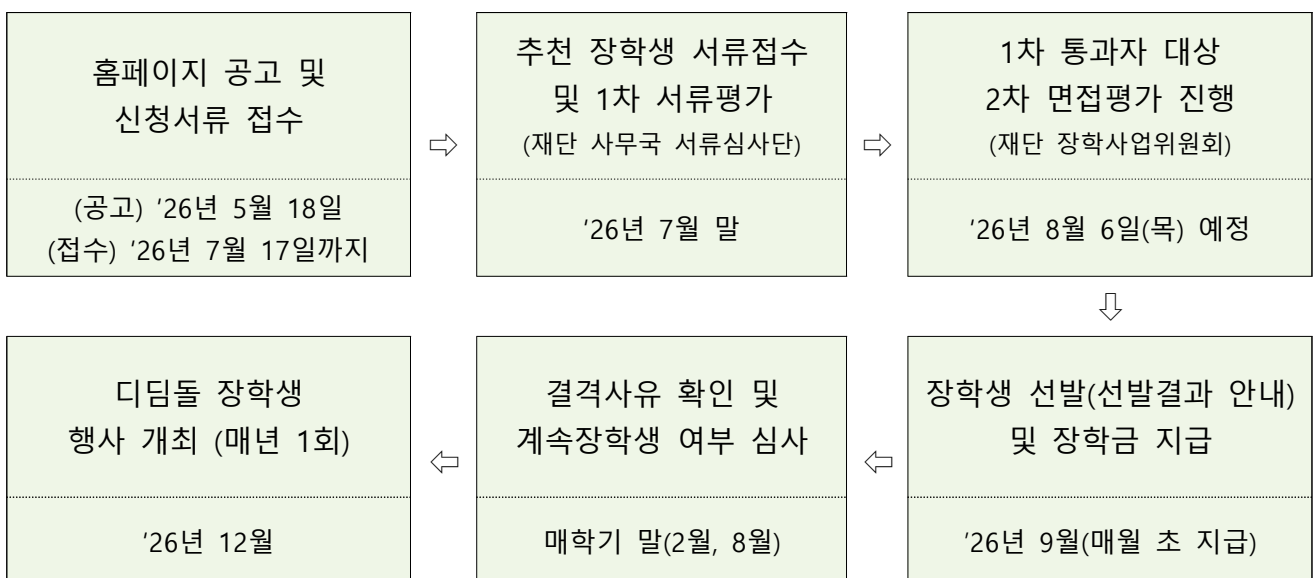 홈페이지 공고 및
신청서류 접수
(공고) ’26년 5월 18일
(접수) ’26년 7월 17일까지
⇨
추천 장학생 서류접수
및 1차 서류평가
(재단 사무국 서류심사단)
’26년 7월 말
⇨
1차 통과자 대상
2차 면접평가 진행
(재단 장학사업위원회)
’26년 8월 6일(목) 예정
⇩
장학생 선발(선발결과 안내)
및 장학금 지급
’26년 9월(매월 초 지급)
⇦
결격사유 확인 및
계속장학생 여부 심사
매학기 말(2월, 8월)
⇦
디딤돌 장학생
행사 개최 (매년 1회)
’26년 12월